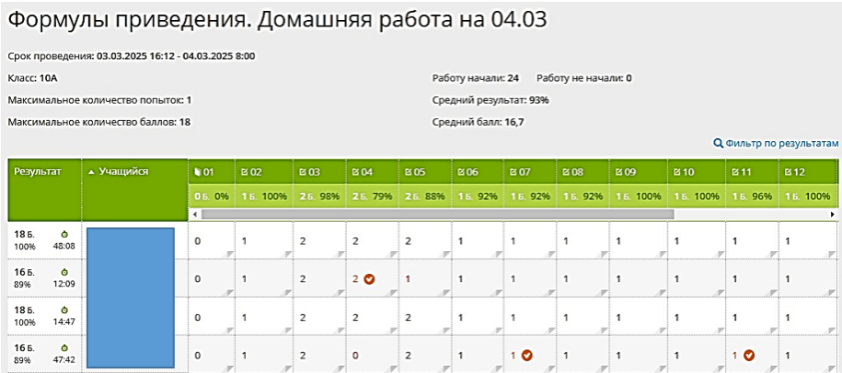 Формулы приведения. Домашняя работа на 04.03
Срок проведения: 03.03.2025 16:12 - 04.03.2025 8:00
Класс: 10А Работу начали: 24 Работу не начали: 0
Максимальное количество попыток: 1 Средний результат: 93%
Максимальное количество баллов: 18 Средний балл: 16,7
Фильтр по результатам
Результат Учащийся 01 02 03 04 05 06 07 08 09 10 11 12
0 Б. 0% 1 Б. 100% 2 Б. 98% 2 Б. 79% 2 Б. 88% 1 Б. 92% 1 Б. 92% 1 Б. 92% 1 Б. 100% 1 Б. 100% 1 Б. 96% 1 Б. 100%
18 Б. 100% 48:08 0 1 2 2 2 1 1 1 1 1 1 1
16 Б. 89% 12:09 0 1 2 2 1 1 1 1 1 1 1 1
18 Б. 100% 14:47 0 1 2 2 2 1 1 1 1 1 1 1
16 Б. 89% 47:42 0 1 2 0 2 1 1 1 1 1 1 1